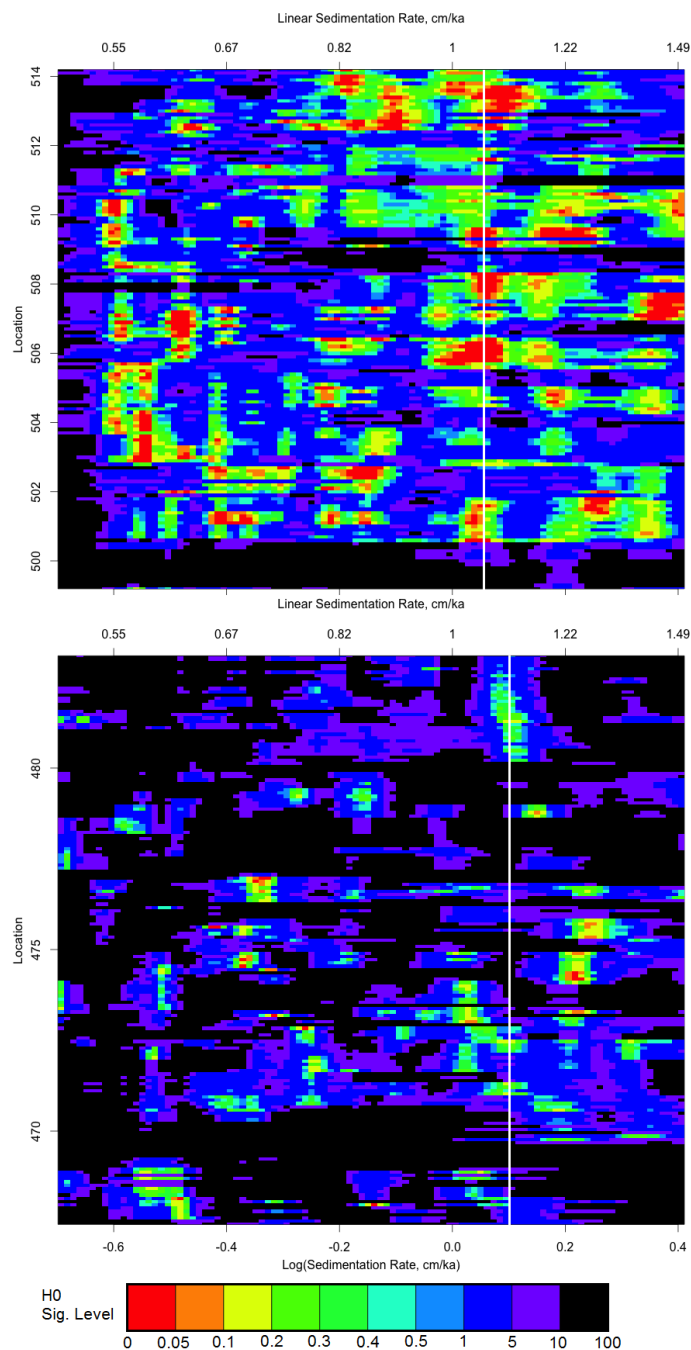 Linear Sedimentation Rate, cm/ka
0.55 0.67 0.82 1 1.22 1.49
514
512
510
508
506
504
502
500
Location
Linear Sedimentation Rate, cm/ka
0.55 0.67 0.82 1 1.22 1.49
480
475
470
Location
-0.6 -0.4 -0.2 0.0 0.2 0.4
Log(Sedimentation Rate, cm/ka)
H0
Sig. Level
0 0.05 0.1 0.2 0.3 0.4 0.5 1 5 10 100